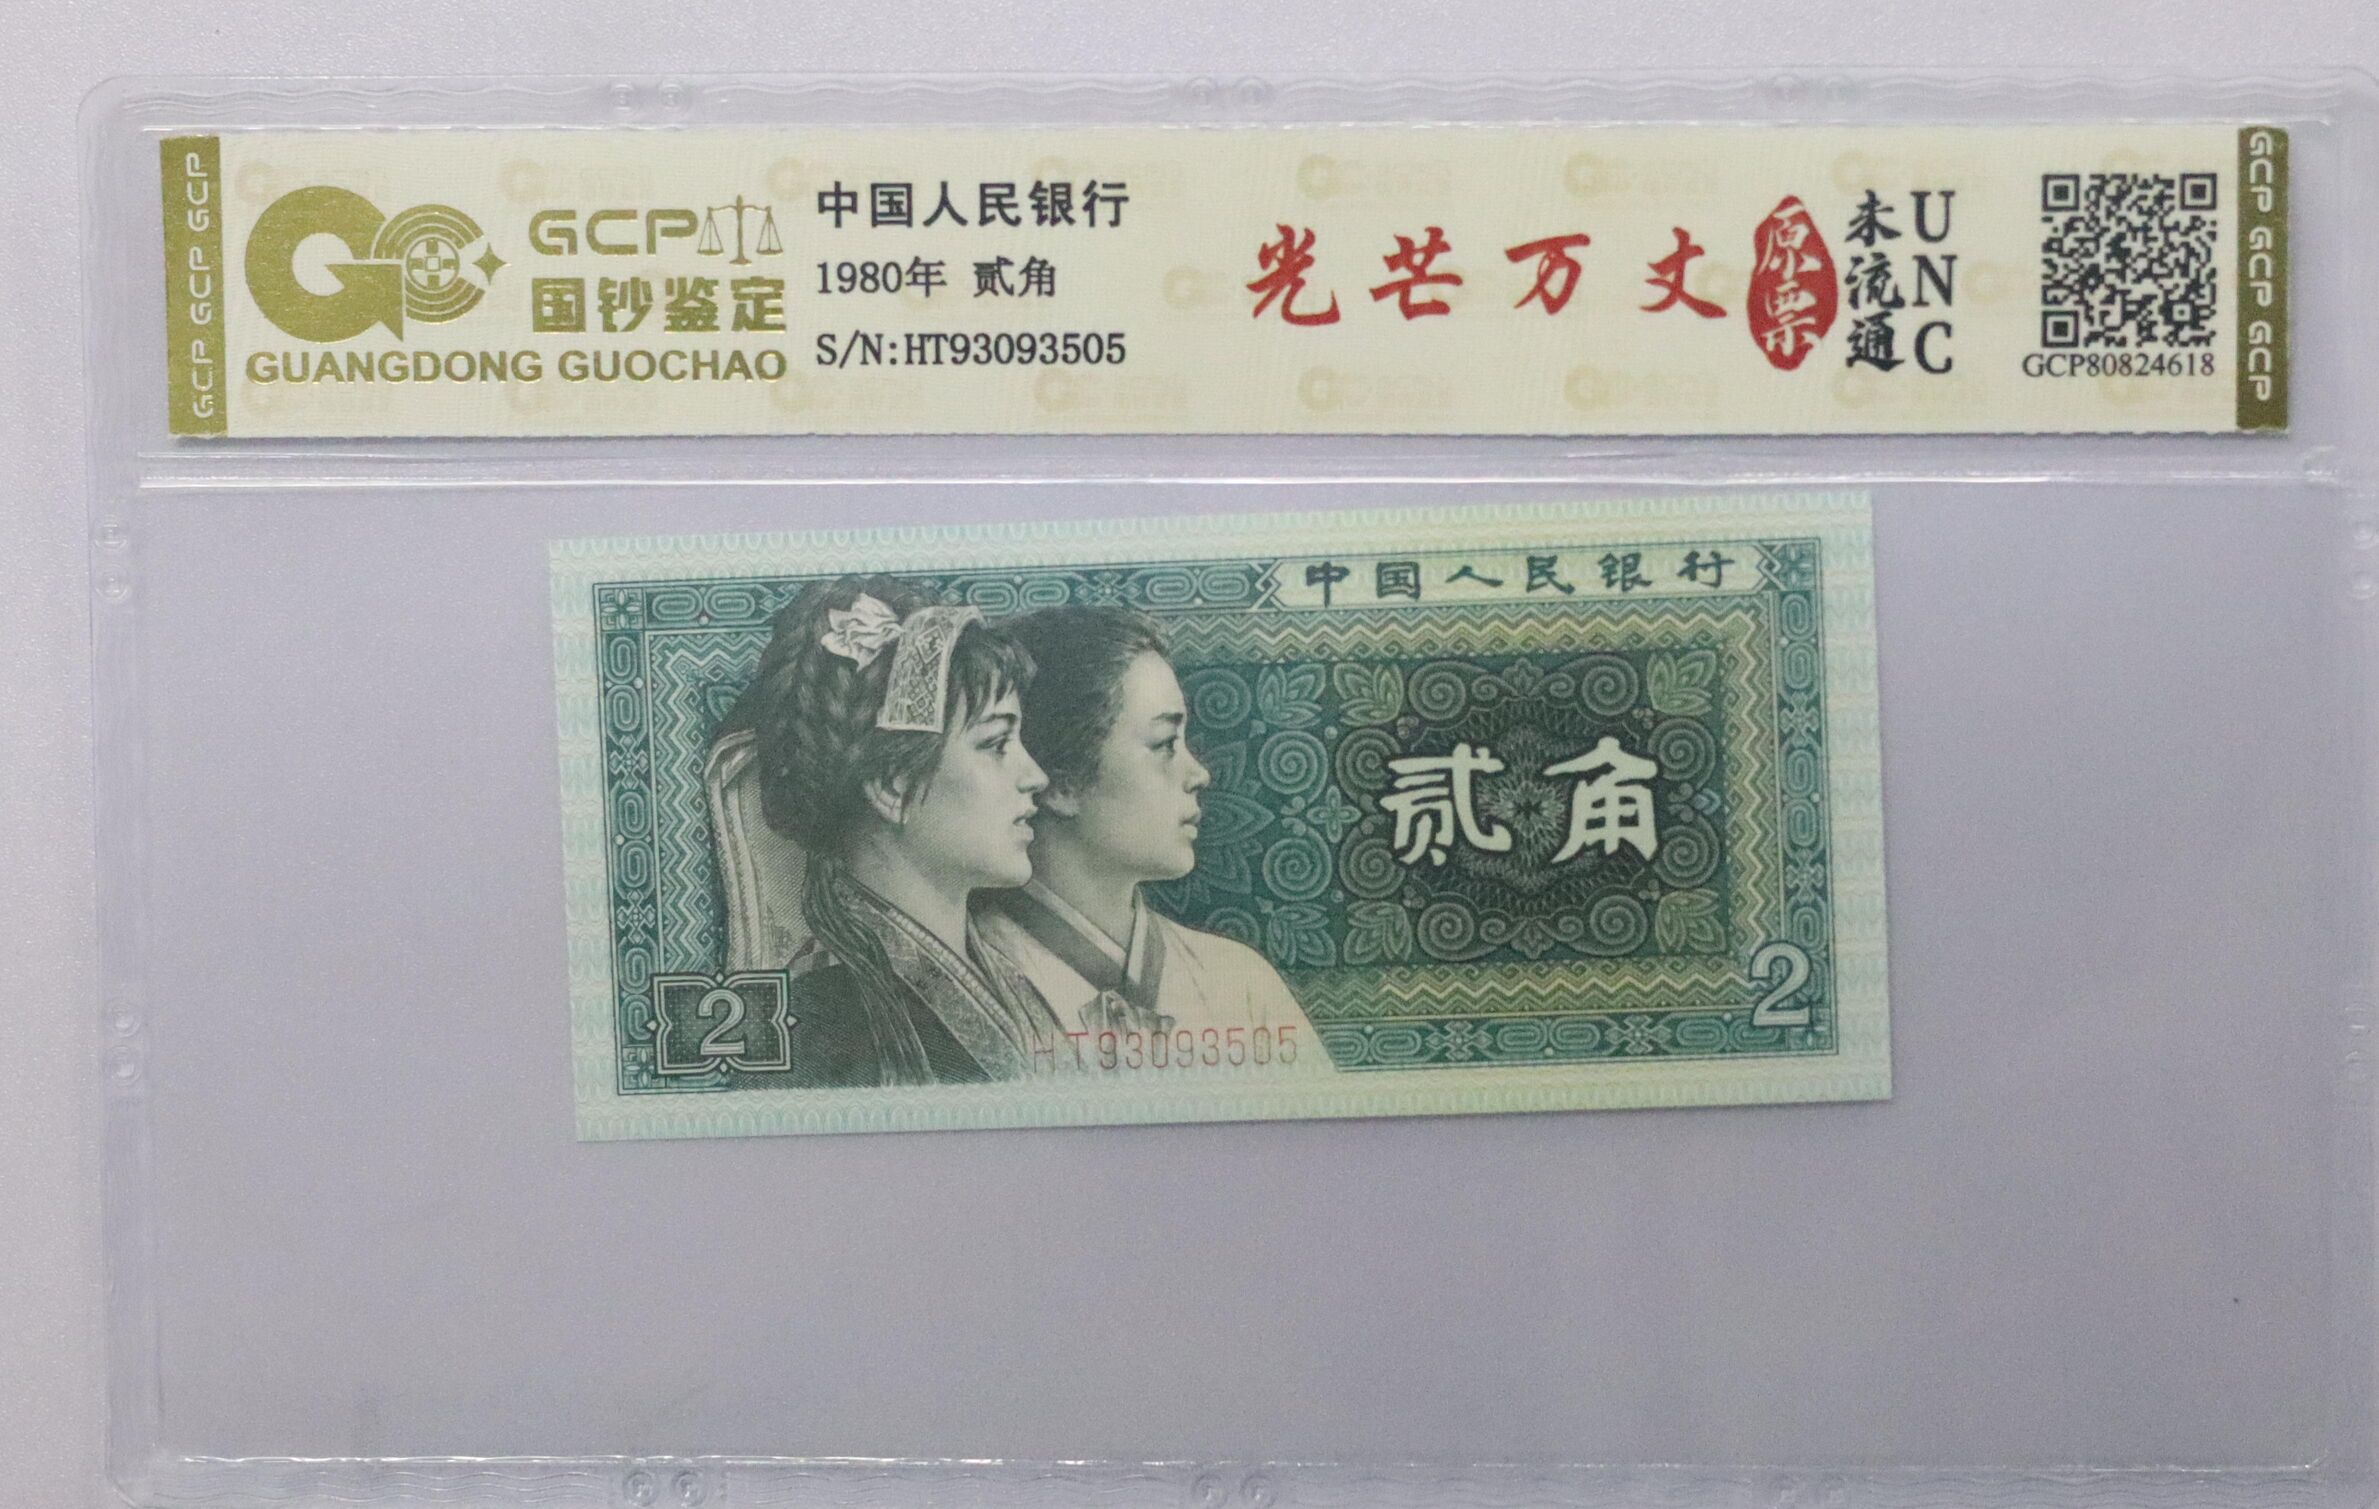 GCP GCP GCP
GCP
国钞鉴定
GUANGDONG GUOCHAO
中国人民银行
1980年 贰角
S/N:HT93093505
光芒万丈
原票
未流通
UNC
GCP80824618
GCP GCP GCP
中国人民银行
贰角
2
2
HT93093505